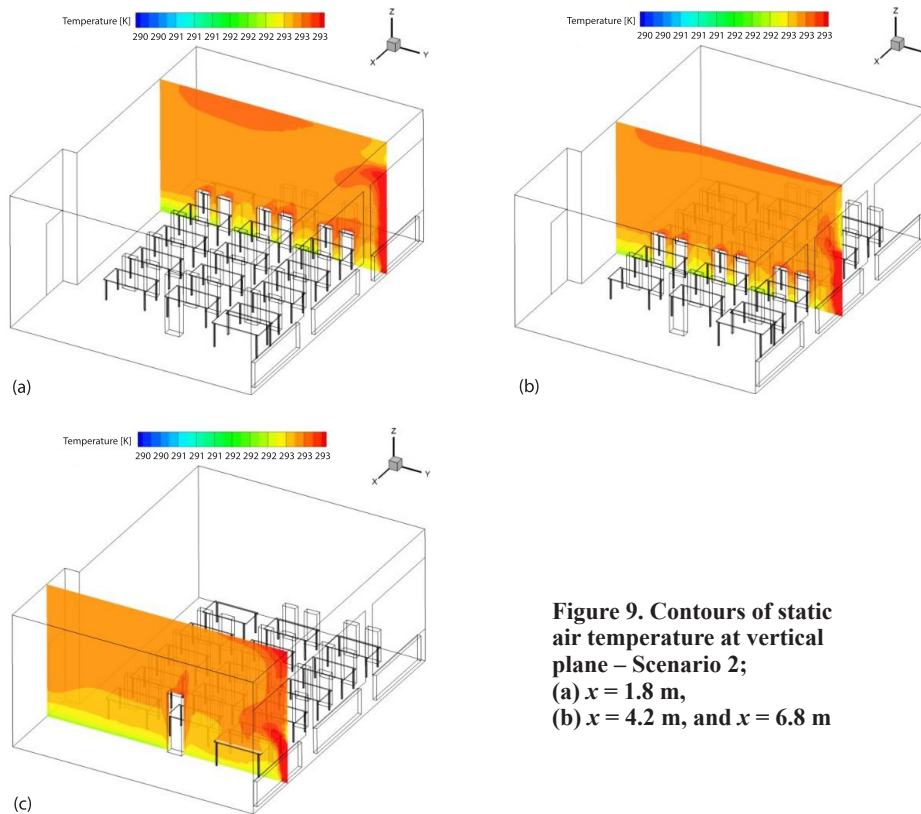 Temperature [K]
290 290 291 291 291 292 292 292 293 293 293
Z
X
Y
(a)
Temperature [K]
290 290 291 291 291 292 292 292 293 293 293
Z
X
Y
(b)
Temperature [K]
290 290 291 291 291 292 292 292 293 293 293
Z
X
Y
(c)
Figure 9. Contours of static
air temperature at vertical
plane – Scenario 2;
(a) x = 1.8 m,
(b) x = 4.2 m, and x = 6.8 m